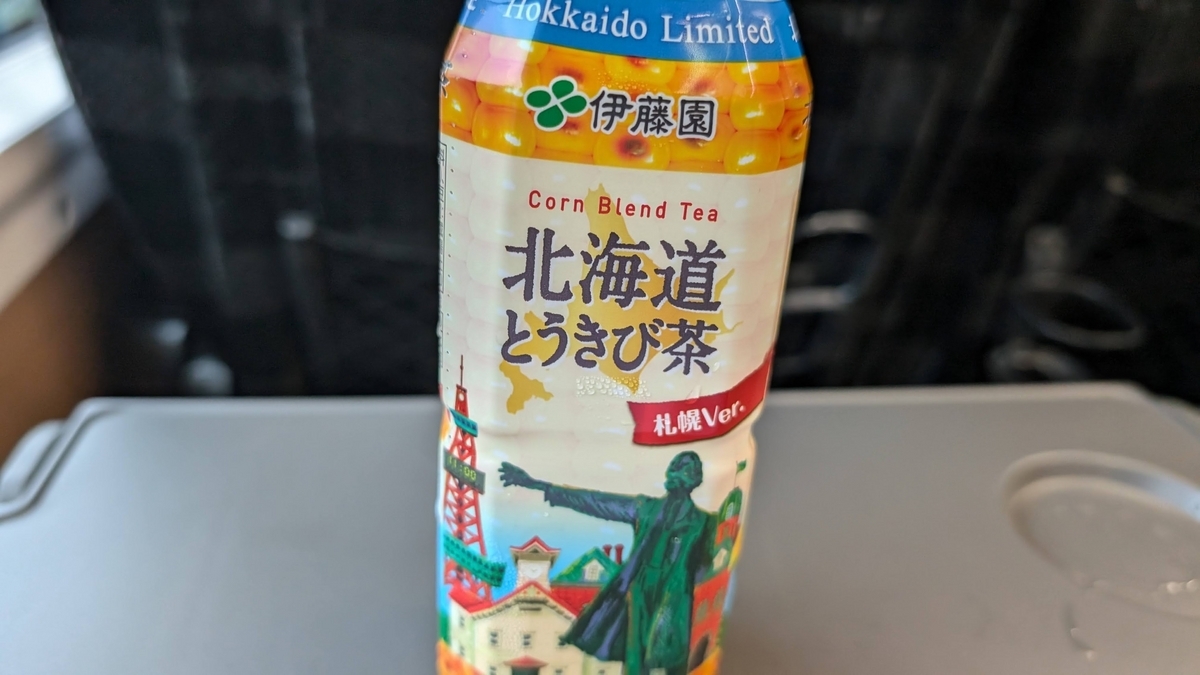 Hokkaido Limited
伊藤園
Corn Blend Tea
北海道
とうきび茶
札幌Ver.